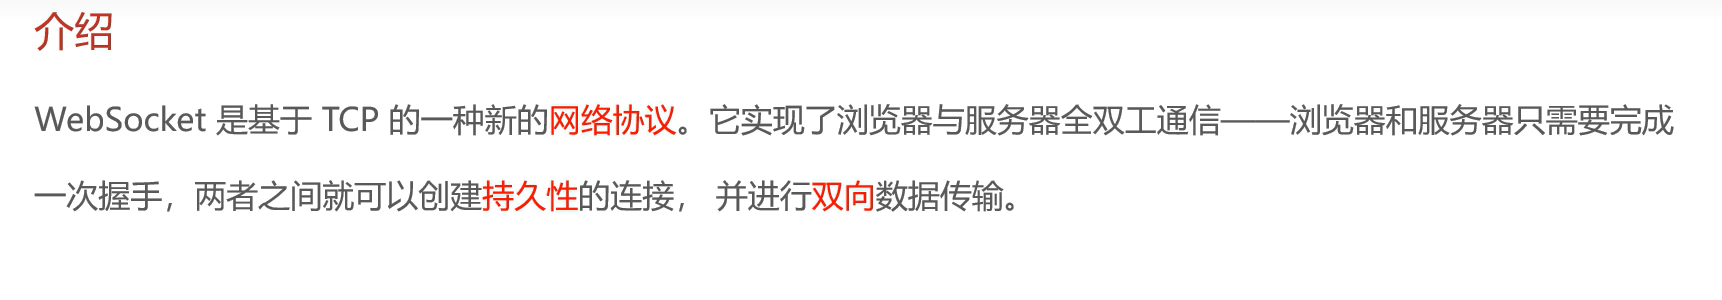 介绍
WebSocket 是基于 TCP 的一种新的网络协议。它实现了浏览器与服务器全双工通信——浏览器和服务器只需要完成
一次握手，两者之间就可以创建持久性的连接， 并进行双向数据传输。